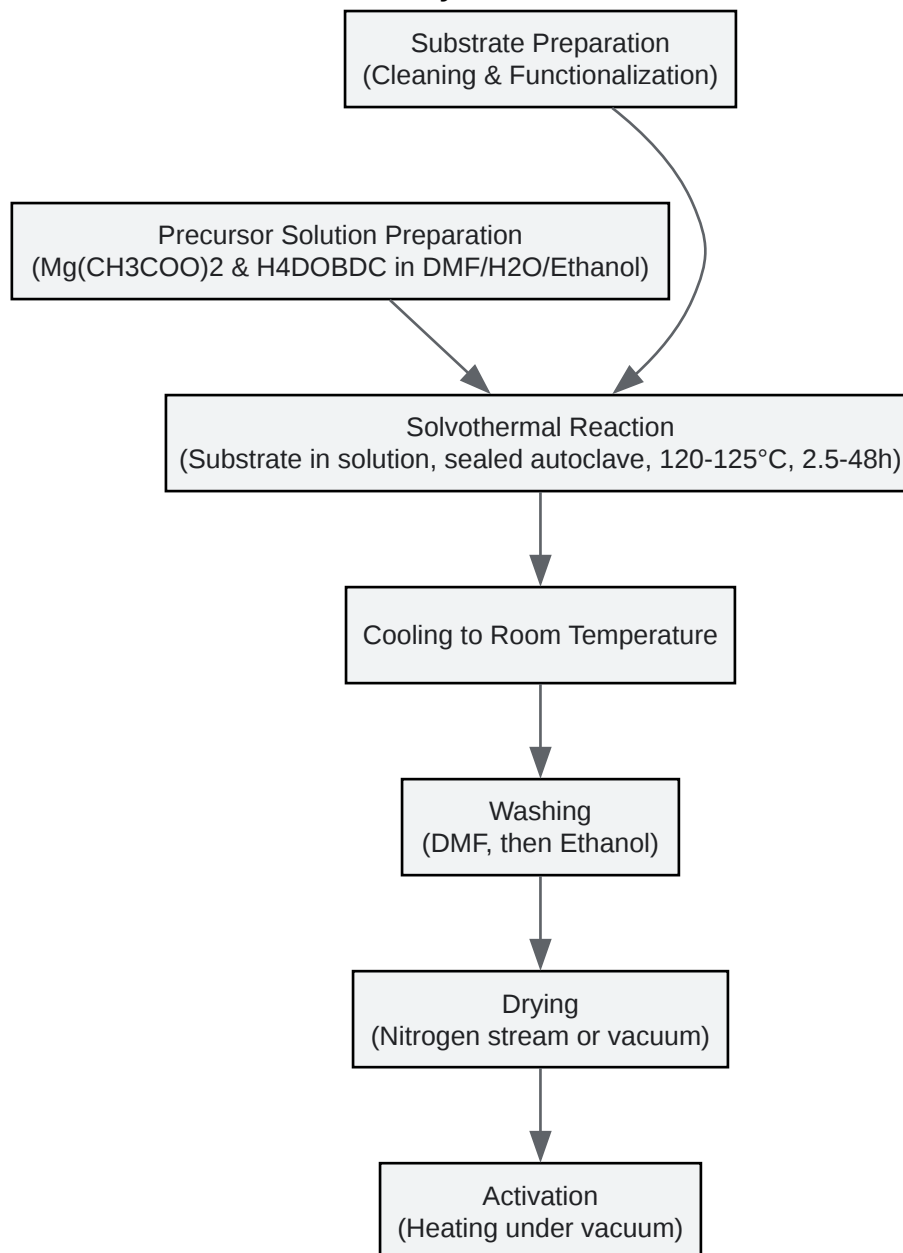 Substrate Preparation
(Cleaning & Functionalization)
Precursor Solution Preparation
(Mg(CH3COO)2 & H4DOBDC in DMF/H2O/Ethanol)
Solvothermal Reaction
(Substrate in solution, sealed autoclave, 120-125°C, 2.5-48h)
Cooling to Room Temperature
Washing
(DMF, then Ethanol)
Drying
(Nitrogen stream or vacuum)
Activation
(Heating under vacuum)